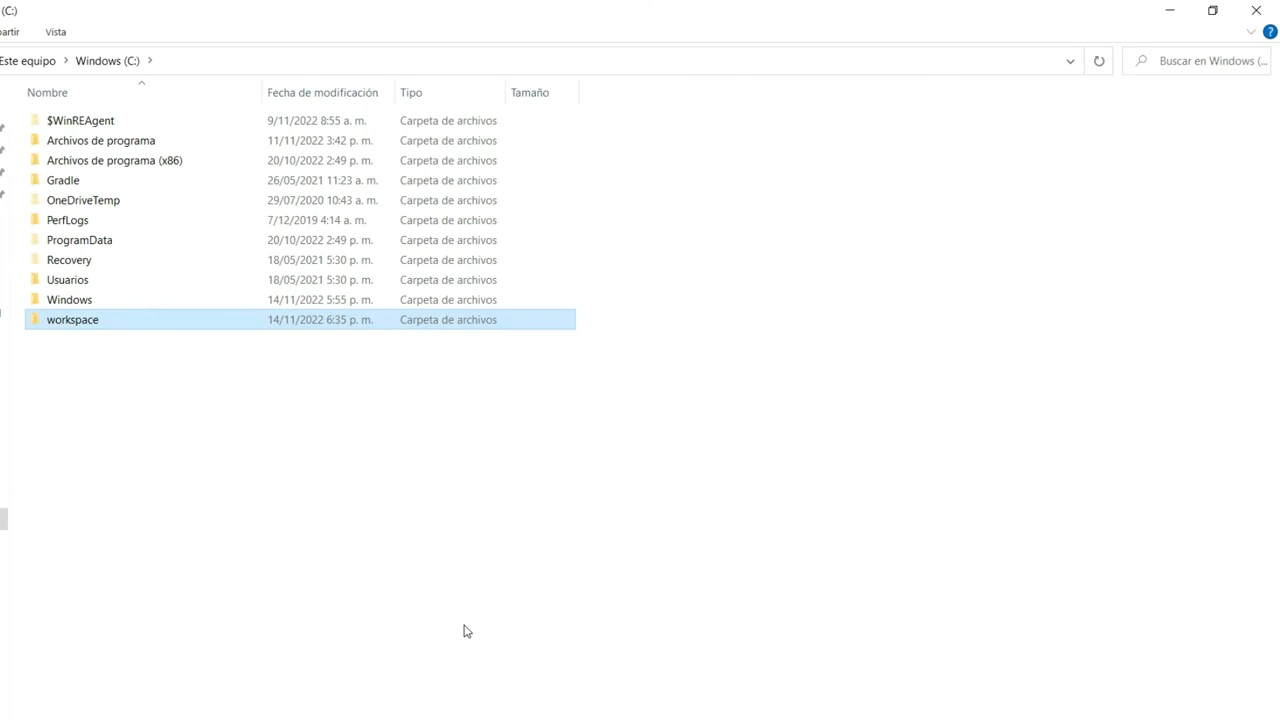 (C:)
partir Vista
Este equipo Windows (C:) Buscar en Windows (...
Nombre Fecha de modificación Tipo Tamaño
$WinREAgent 9/11/2022 8:55 a. m. Carpeta de archivos
Archivos de programa 11/11/2022 3:42 p. m. Carpeta de archivos
Archivos de programa (x86) 20/10/2022 2:49 p. m. Carpeta de archivos
Gradle 26/05/2021 11:23 a. m. Carpeta de archivos
OneDriveTemp 29/07/2020 10:43 a. m. Carpeta de archivos
PerfLogs 7/12/2019 4:14 a. m. Carpeta de archivos
ProgramData 20/10/2022 2:49 p. m. Carpeta de archivos
Recovery 18/05/2021 5:30 p. m. Carpeta de archivos
Usuarios 18/05/2021 5:30 p. m. Carpeta de archivos
Windows 14/11/2022 5:55 p. m. Carpeta de archivos
workspace 14/11/2022 6:35 p. m. Carpeta de archivos